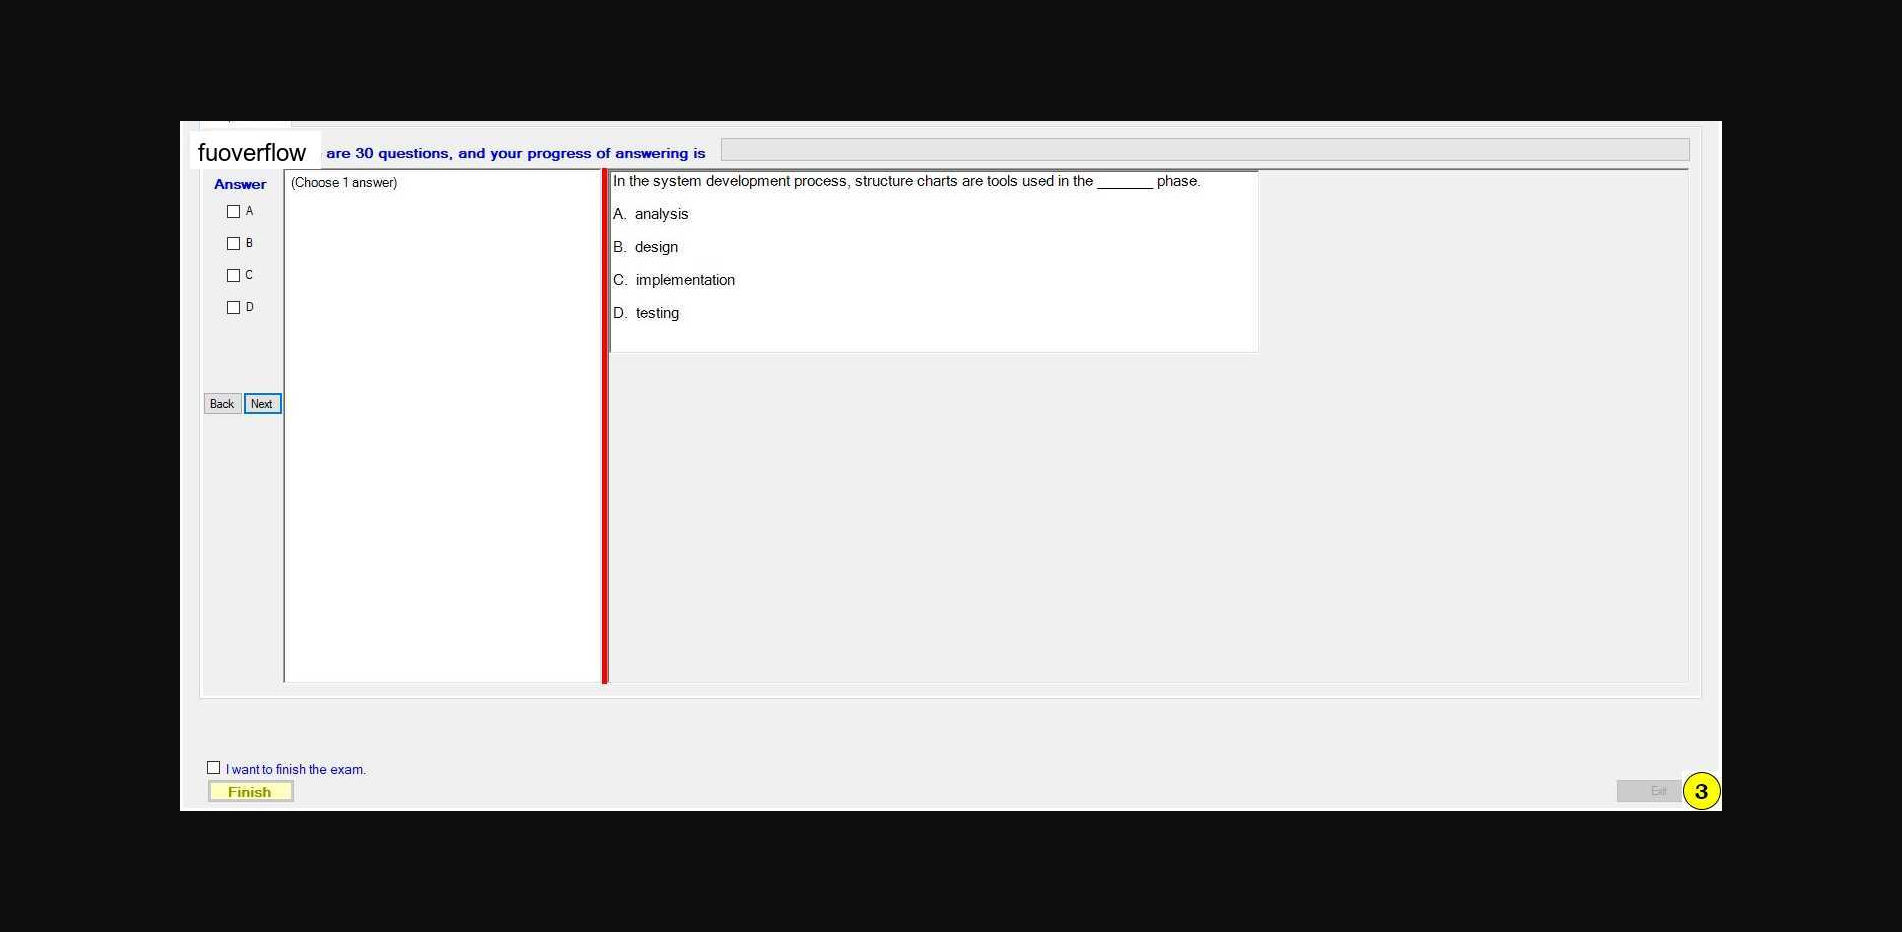 fuoverflow are 30 questions, and your progress of answering is
Answer
A
B
C
D
Back Next
(Choose 1 answer)
In the system development process, structure charts are tools used in the _______ phase.
A. analysis
B. design
C. implementation
D. testing
I want to finish the exam.
Finish
Exit
3